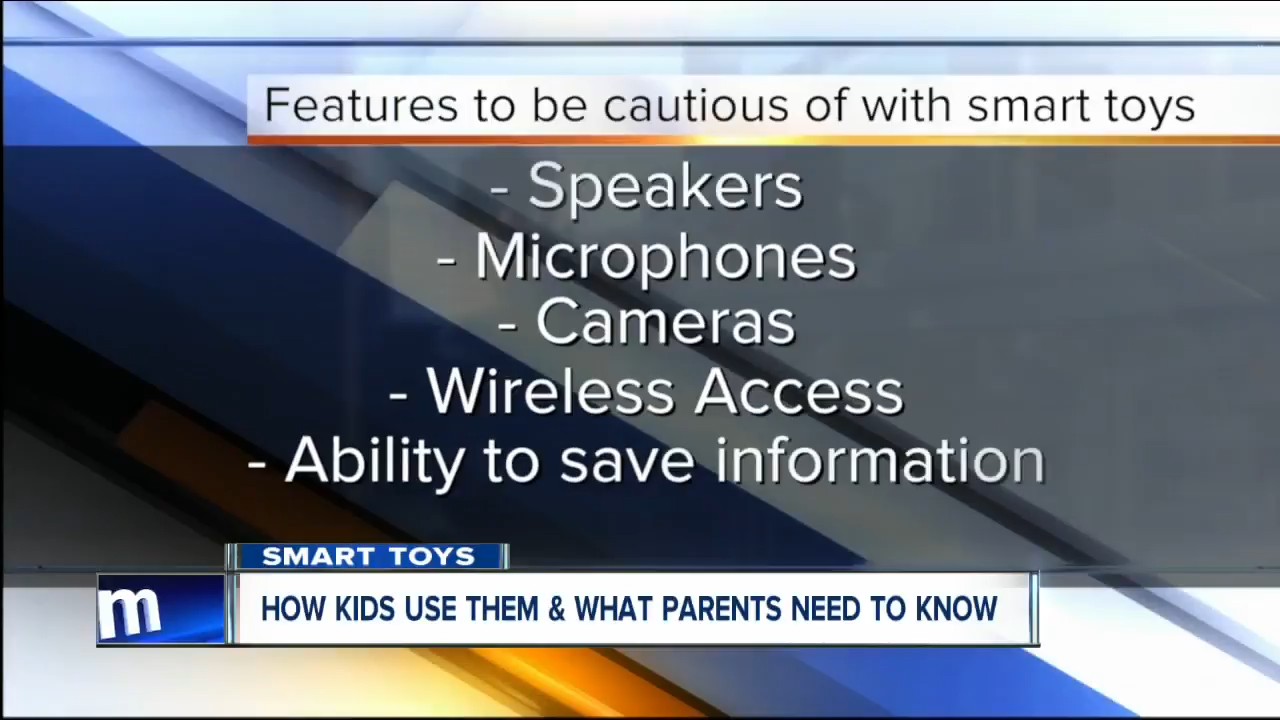 Features to be cautious of with smart toys
- Speakers
- Microphones
- Cameras
- Wireless Access
- Ability to save information
SMART TOYS
m
HOW KIDS USE THEM & WHAT PARENTS NEED TO KNOW